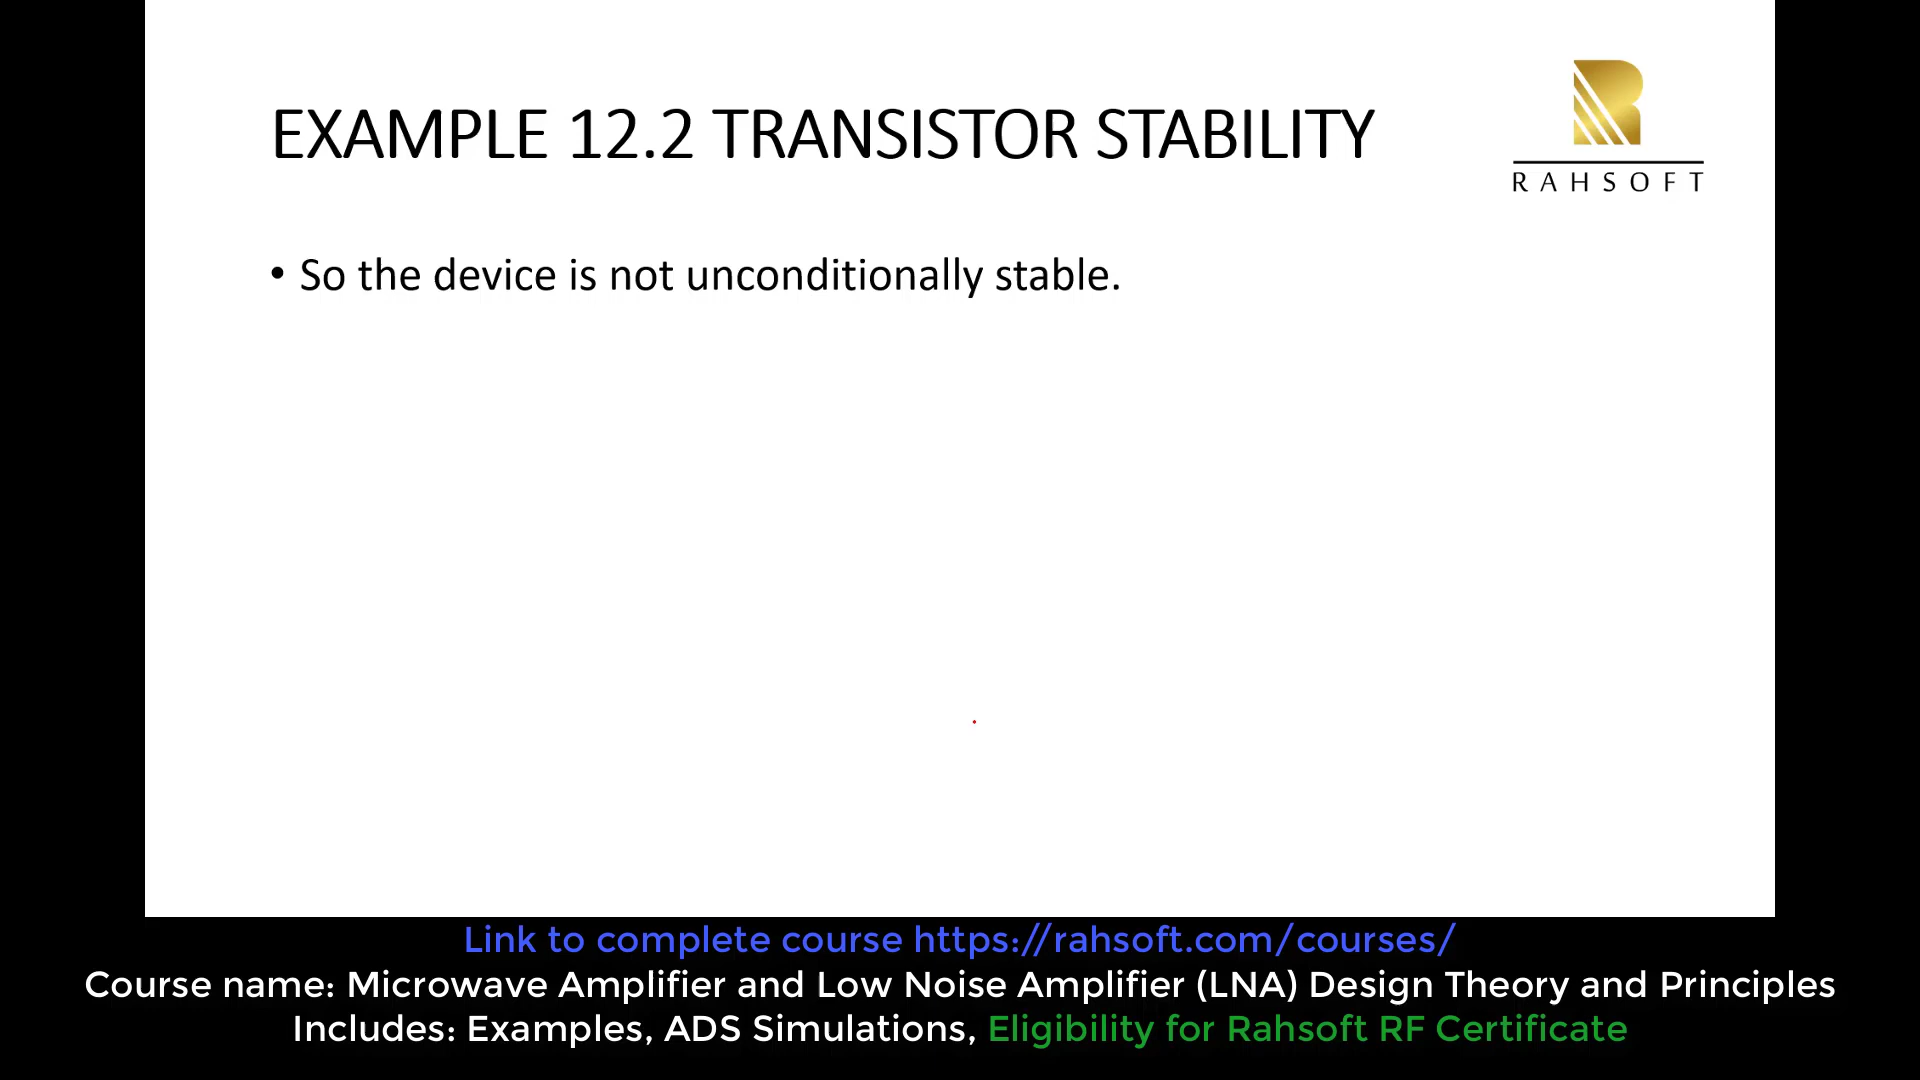 EXAMPLE 12.2 TRANSISTOR STABILITY
RAHSOFT
• So the device is not unconditionally stable.
Link to complete course https://rahsoft.com/courses/
Course name: Microwave Amplifier and Low Noise Amplifier (LNA) Design Theory and Principles
Includes: Examples, ADS Simulations, Eligibility for Rahsoft RF Certificate